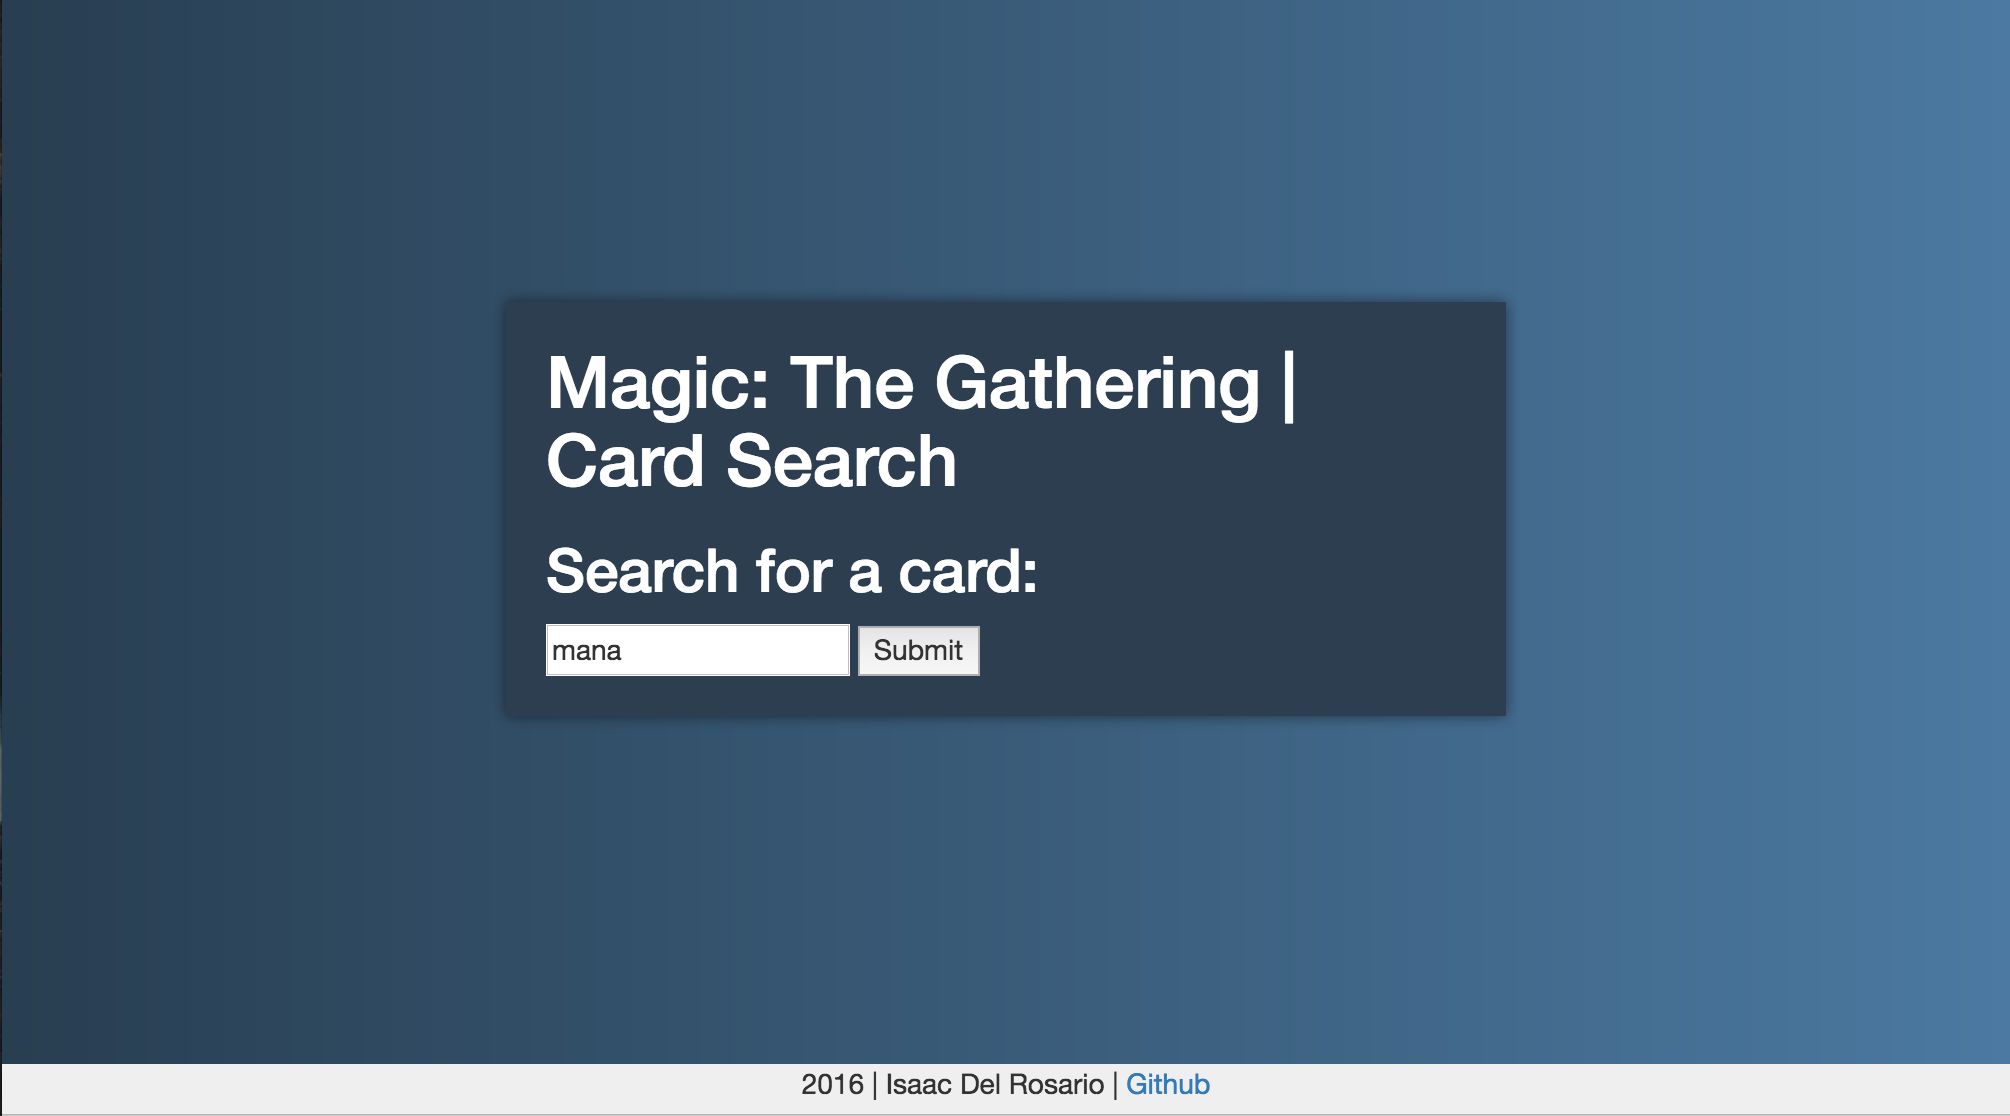 Magic: The Gathering |
Card Search
Search for a card:
mana Submit
2016 | Isaac Del Rosario | Github